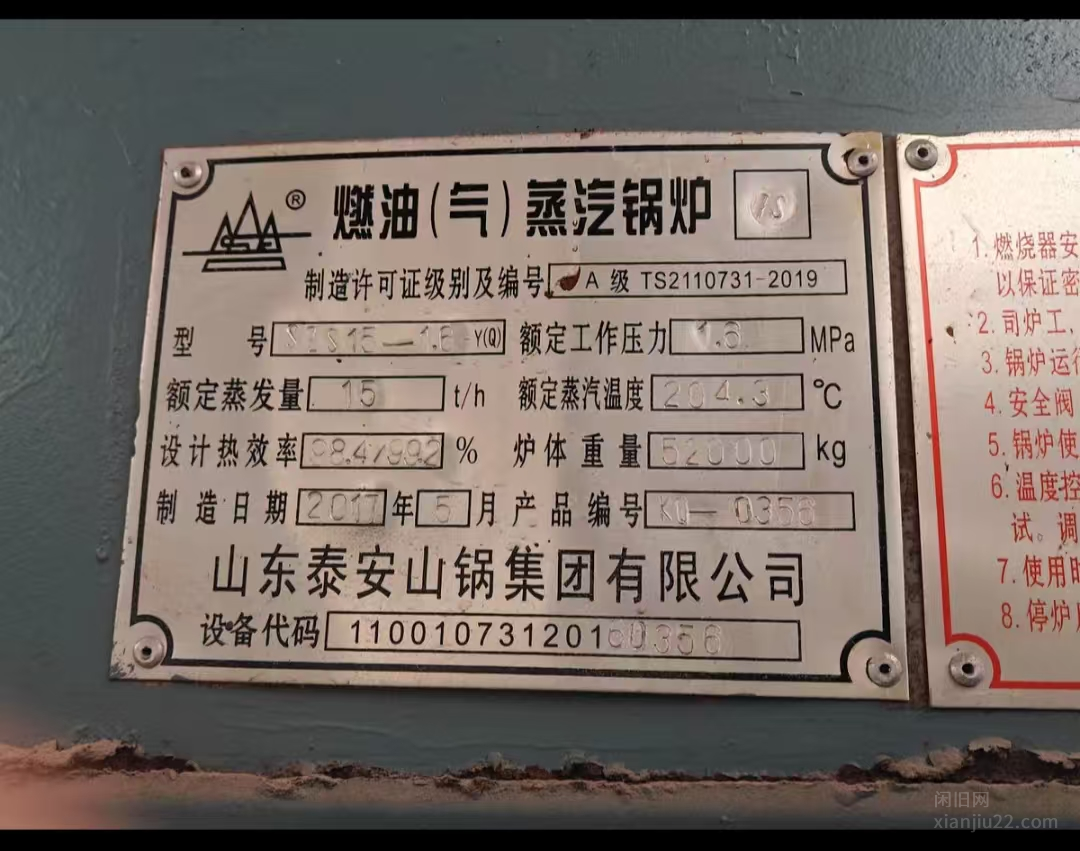 ® 燃油(气)蒸汽锅炉
制造许可证级别及编号 A 级 TS2110731-2019
型 号 SZS15-1.6-Y(Q) 额定工作压力 1.6 MPa
额定蒸发量 15 t/h 额定蒸汽温度 204.3 ℃
设计热效率 98.4/99.2 % 炉体重量 52000 kg
制造日期 2017 年 5 月 产品编号 KQ-0356
山东泰安山锅集团有限公司
设备代码 110010731201
1. 燃烧器安
以保证密
2. 司炉工,
3. 锅炉运行
4. 安全阀
5. 锅炉使
6. 温度控
试。调
7. 使用时
8. 停炉
闲旧网
xianjiu22.com